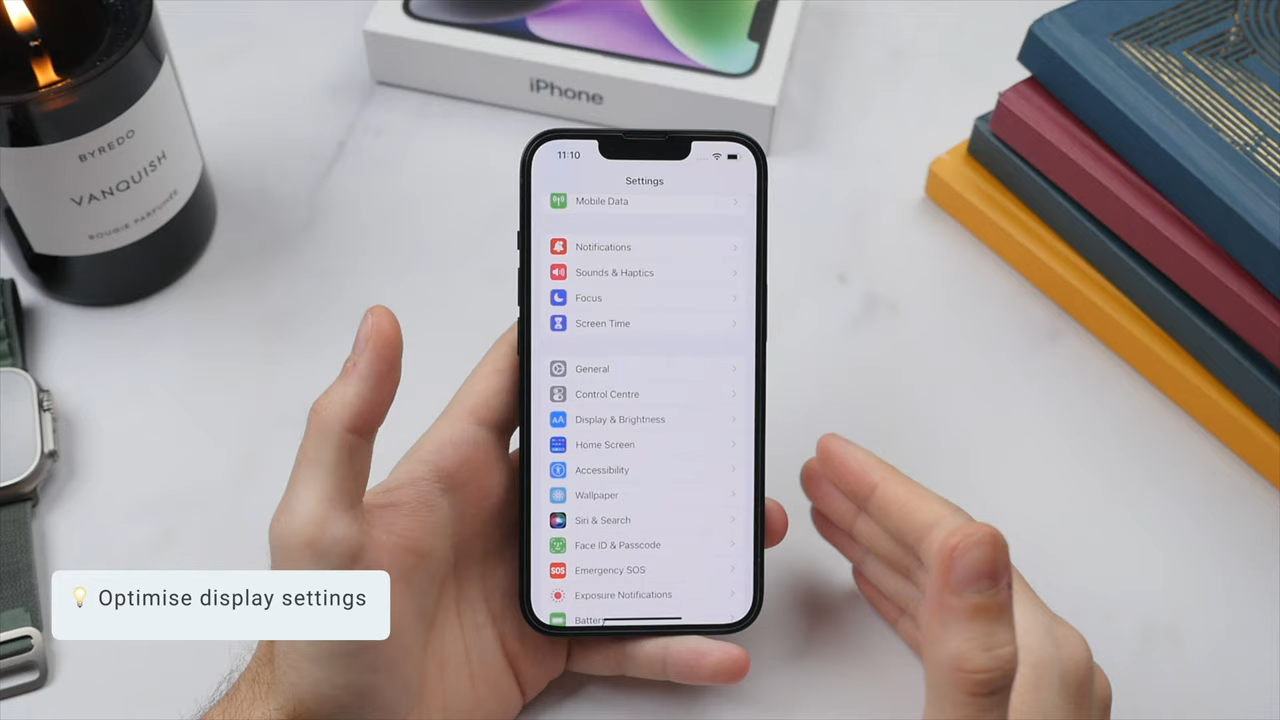 iPhone
BYREDO
VANQUISH
BOUGIE PARFUMÉE
11:10
Settings
Mobile Data
Notifications
Sounds & Haptics
Focus
Screen Time
General
Control Centre
AA Display & Brightness
Home Screen
Accessibility
Wallpaper
Siri & Search
Face ID & Passcode
SOS Emergency SOS
Exposure Notifications
Battery
Optimise display settings